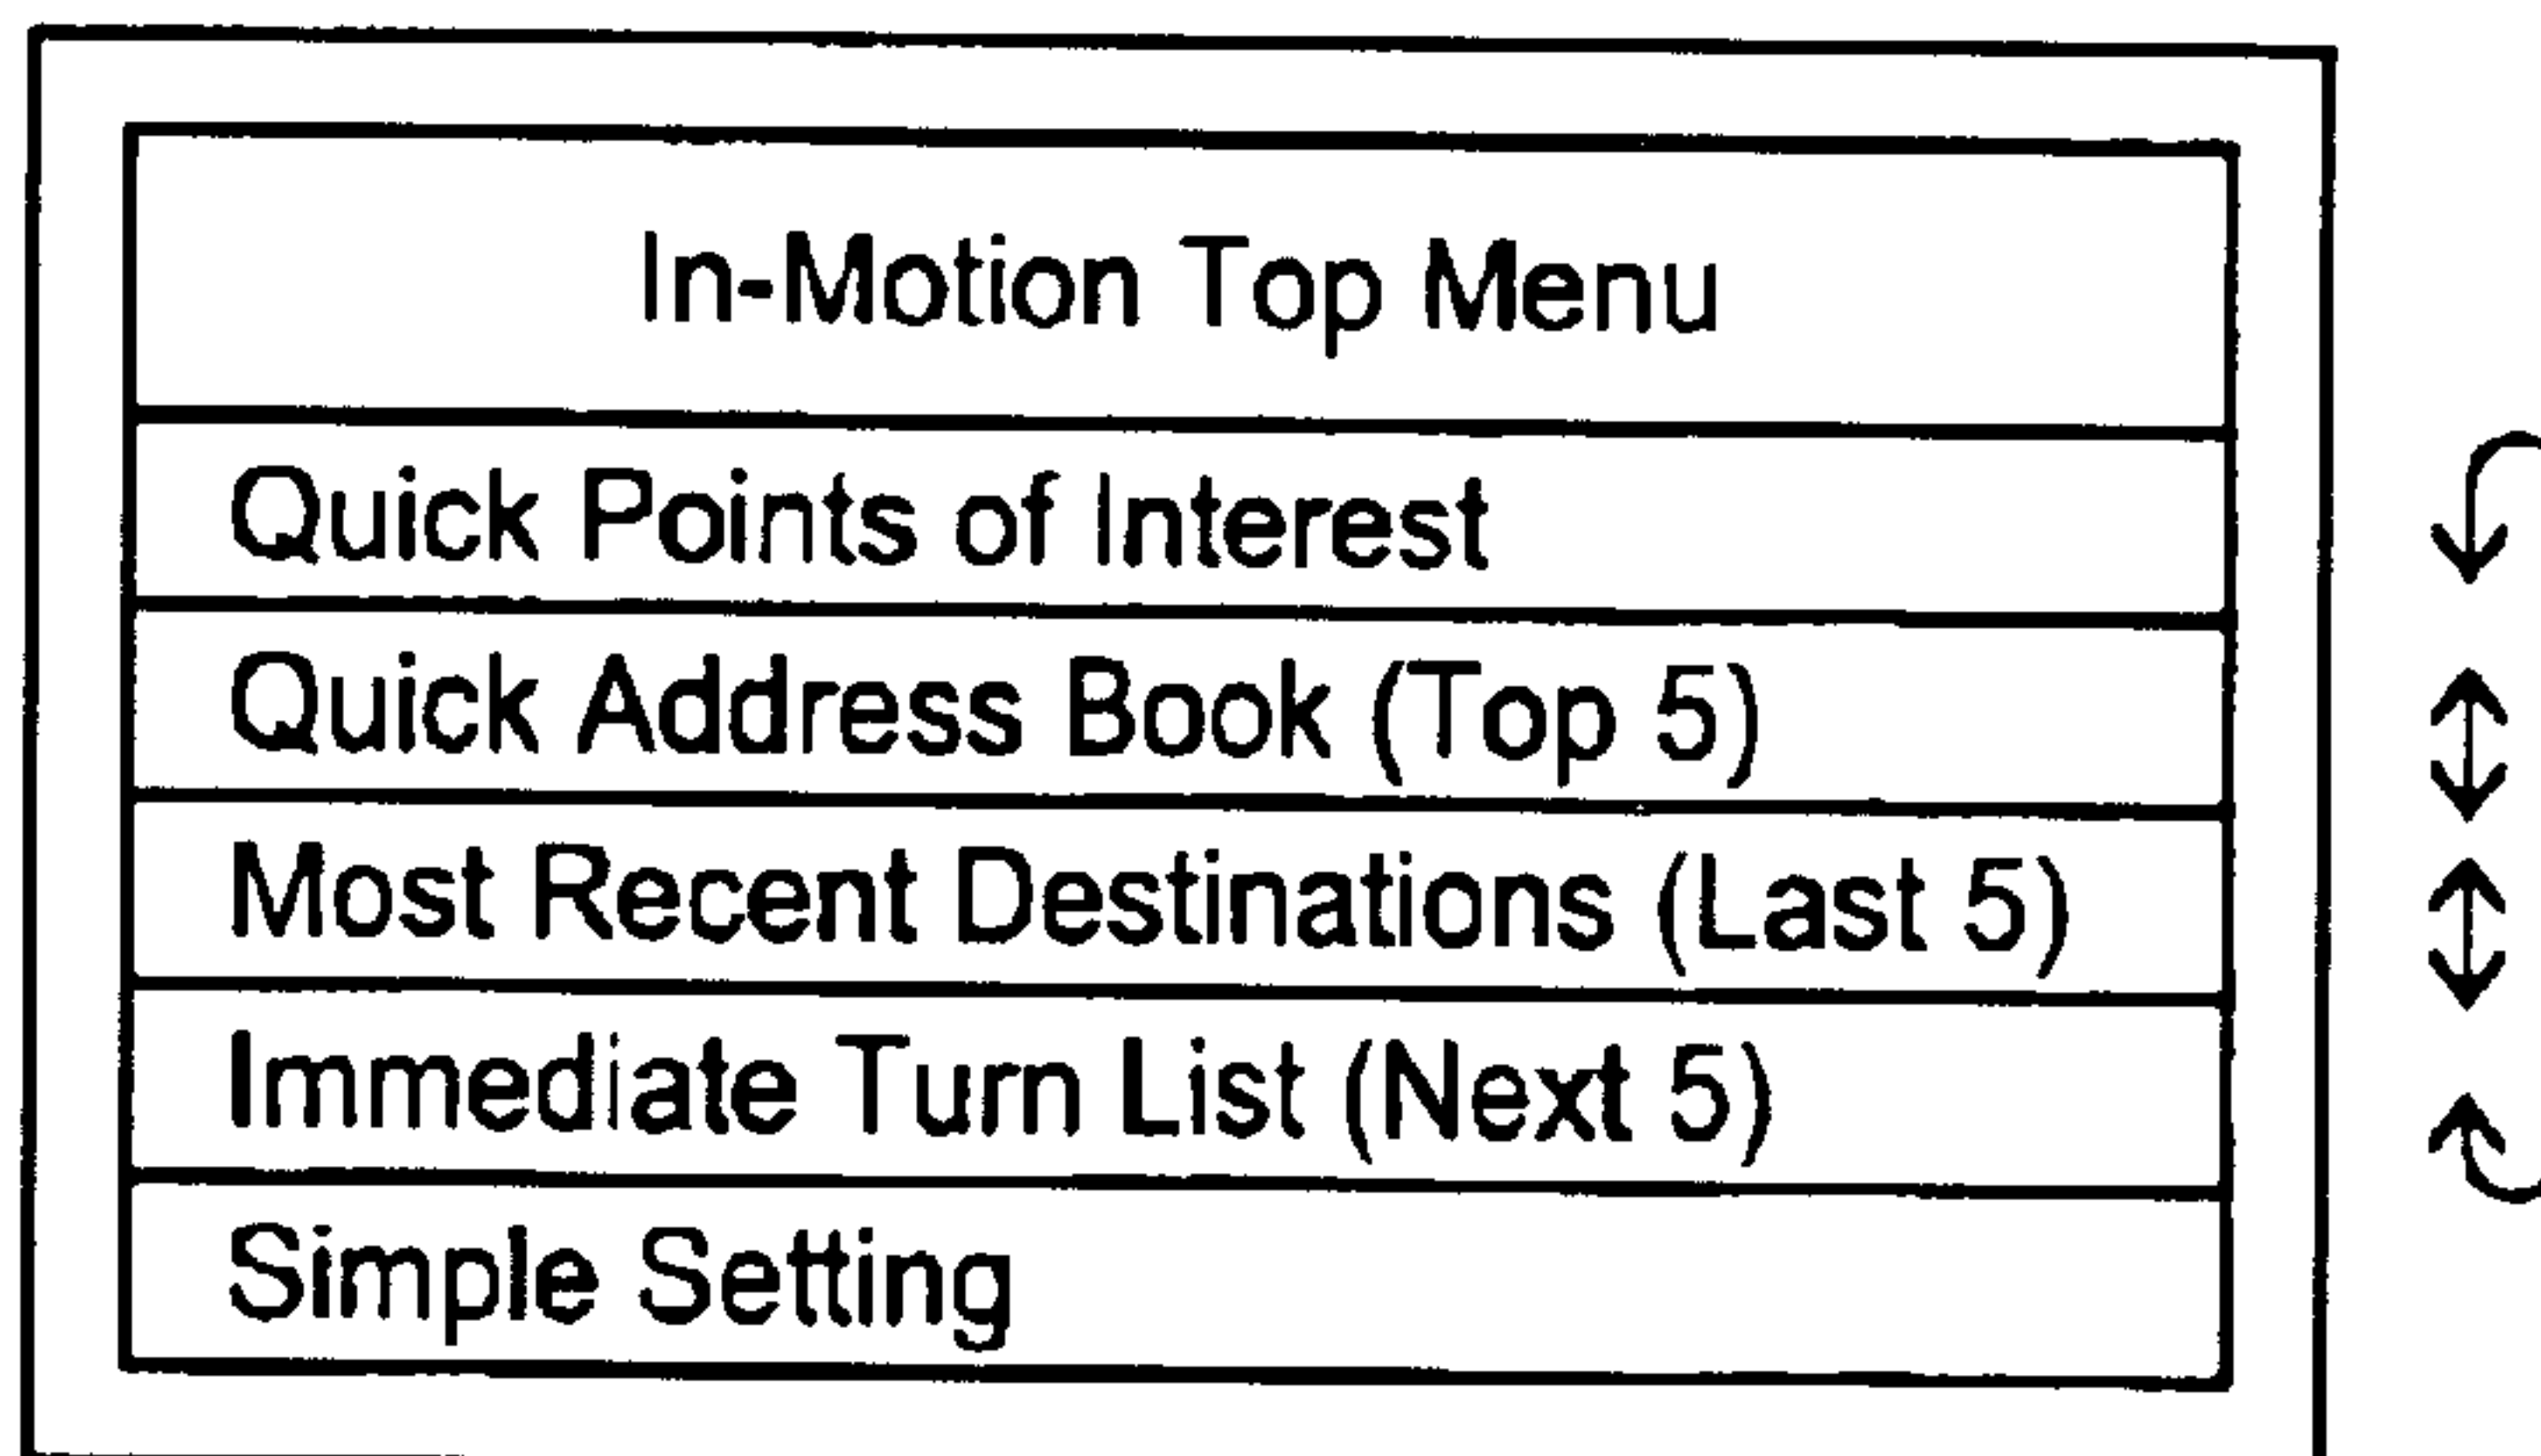 In-Motion Top Menu
Quick Points of Interest
Quick Address Book (Top 5)
Most Recent Destinations (Last 5)
Immediate Turn List (Next 5)
Simple Setting